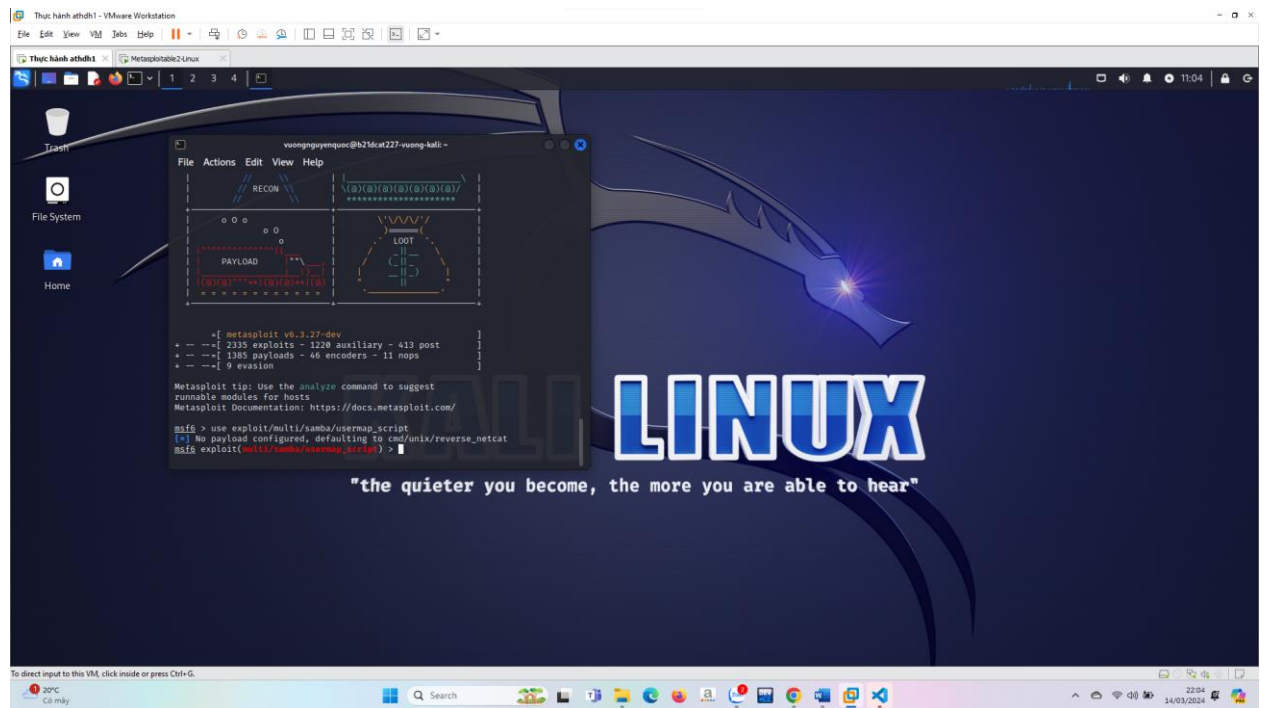 Thực hành athdh1 - VMware Workstation
File Edit View VM Tabs Help
Thực hành athdh1 Metasploitable2-Linux
1 2 3 4
11:04
Trash
File System
Home
vuongnguyenquoc@b21dcat227-vuong-kali: ~
File Actions Edit View Help
RECON
PAYLOAD
LOOT
=[ metasploit v6.3.27-dev ]
+ -- --=[ 2335 exploits - 1220 auxiliary - 413 post ]
+ -- --=[ 1385 payloads - 46 encoders - 11 nops ]
+ -- --=[ 9 evasion ]
Metasploit tip: Use the analyze command to suggest
runnable modules for hosts
Metasploit Documentation: https://docs.metasploit.com/
msf6 > use exploit/multi/samba/usermap_script
[*] No payload configured, defaulting to cmd/unix/reverse_netcat
msf6 exploit(multi/samba/usermap_script) >
KALI LINUX
"the quieter you become, the more you are able to hear"
To direct input to this VM, click inside or press Ctrl+G.
20°C
Có mây
Search
22:04
14/03/2024